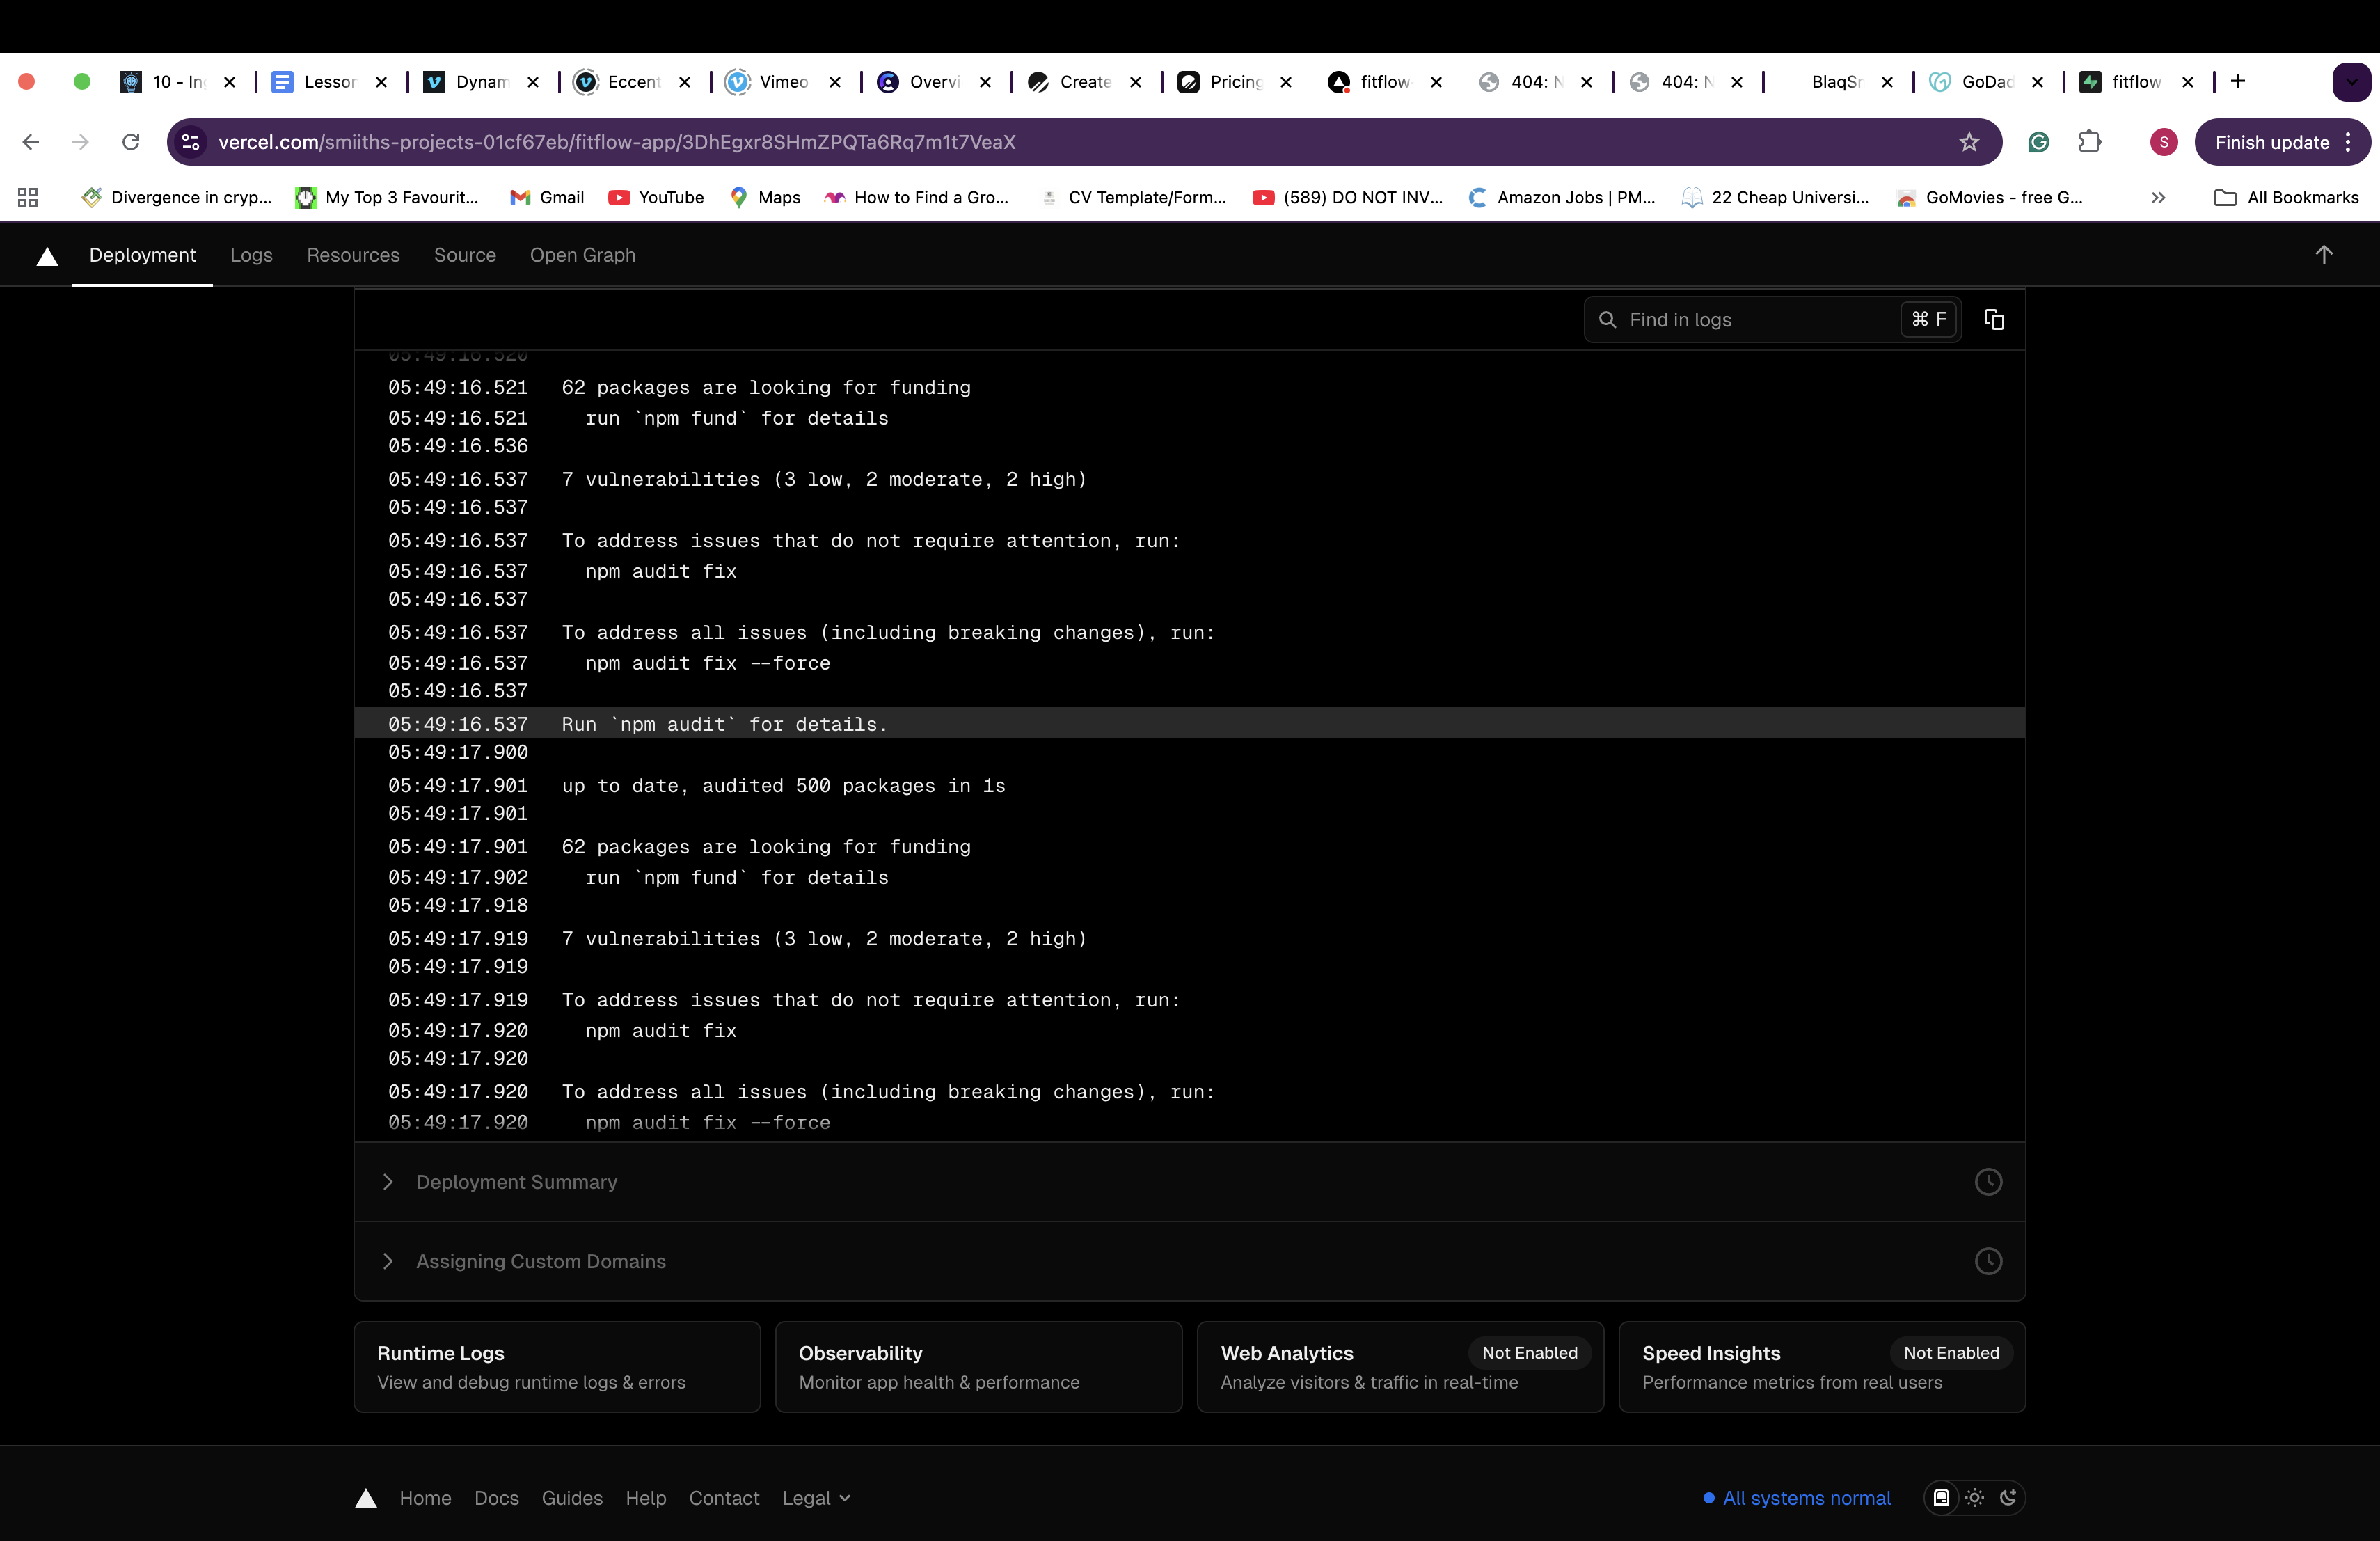 10 - In
Lesson
Dynam
Eccent
Vimeo
Overvi
Create
Pricing
fitflow
404: N
404: N
BlaqSn
GoDad
fitflow
vercel.com/smiiths-projects-01cf67eb/fitflow-app/3DhEgxr8SHmZPQTa6Rq7m1t7VeaX
S
Finish update
Divergence in cryp...
My Top 3 Favourit...
Gmail
YouTube
Maps
How to Find a Gro...
CV Template/Form...
(589) DO NOT INV...
Amazon Jobs | PM...
22 Cheap Universi...
GoMovies - free G...
All Bookmarks
Deployment Logs Resources Source Open Graph
Find in logs ⌘ F
05:49:16.520
05:49:16.521 62 packages are looking for funding
05:49:16.521 run `npm fund` for details
05:49:16.536
05:49:16.537 7 vulnerabilities (3 low, 2 moderate, 2 high)
05:49:16.537
05:49:16.537 To address issues that do not require attention, run:
05:49:16.537 npm audit fix
05:49:16.537
05:49:16.537 To address all issues (including breaking changes), run:
05:49:16.537 npm audit fix --force
05:49:16.537
05:49:16.537 Run `npm audit` for details.
05:49:17.900
05:49:17.901 up to date, audited 500 packages in 1s
05:49:17.901
05:49:17.901 62 packages are looking for funding
05:49:17.902 run `npm fund` for details
05:49:17.918
05:49:17.919 7 vulnerabilities (3 low, 2 moderate, 2 high)
05:49:17.919
05:49:17.919 To address issues that do not require attention, run:
05:49:17.920 npm audit fix
05:49:17.920
05:49:17.920 To address all issues (including breaking changes), run:
05:49:17.920 npm audit fix --force
Deployment Summary
Assigning Custom Domains
Runtime Logs
View and debug runtime logs & errors
Observability
Monitor app health & performance
Web Analytics Not Enabled
Analyze visitors & traffic in real-time
Speed Insights Not Enabled
Performance metrics from real users
Home Docs Guides Help Contact Legal
All systems normal